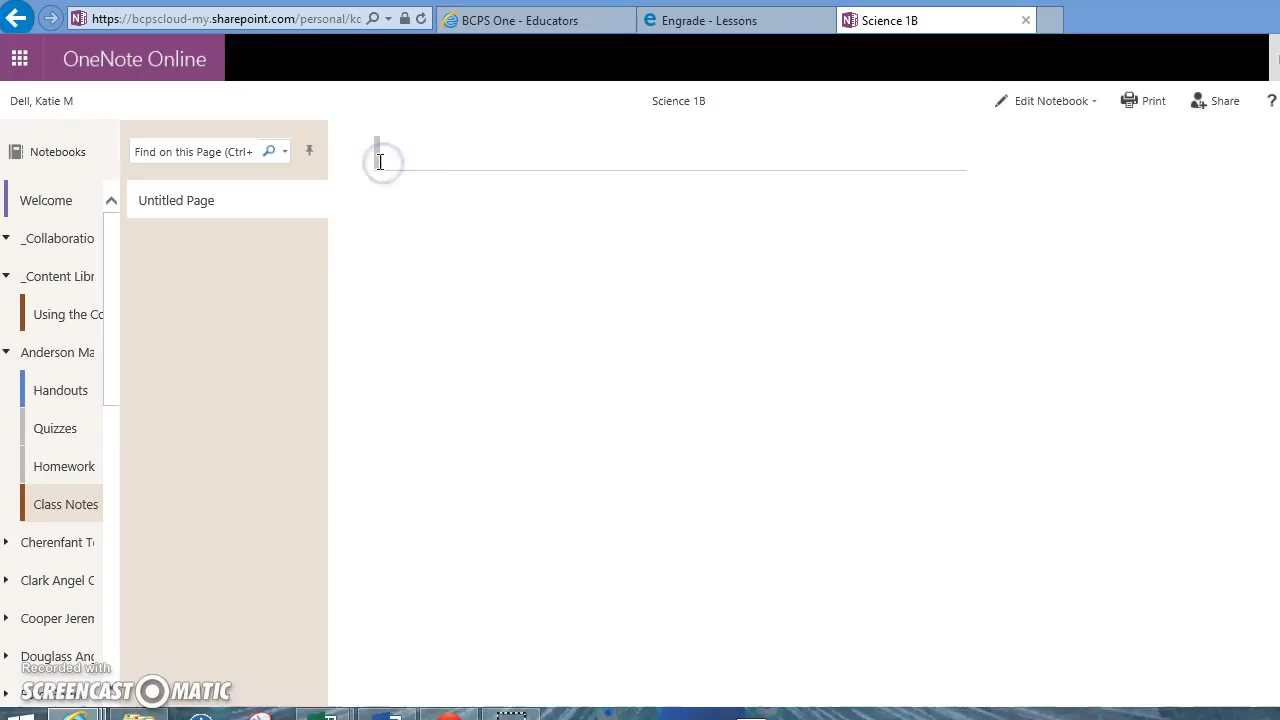 https://bcpscloud-my.sharepoint.com/personal/kc
BCPS One - Educators
Engrade - Lessons
Science 1B
OneNote Online
Dell, Katie M
Science 1B
Edit Notebook
Print
Share
?
Notebooks
Find on this Page (Ctrl+
Welcome
Untitled Page
_Collaboratio
_Content Libr
Using the Co
Anderson Ma
Handouts
Quizzes
Homework
Class Notes
Cherenfant T
Clark Angel C
Cooper Jerem
Douglass And
Recorded with
SCREENCAST MATIC